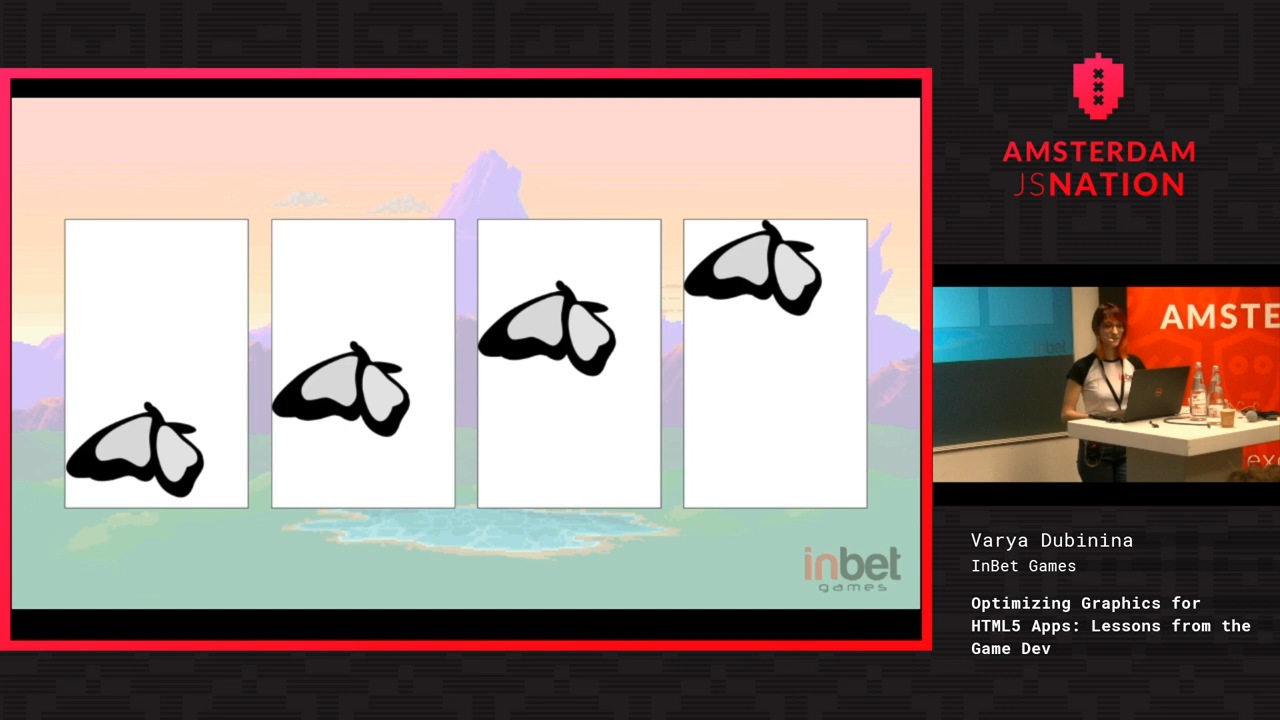 AMSTERDAM
JSNATION
inbet
games
inbet
AMSTE
Varya Dubinina
InBet Games
Optimizing Graphics for
HTML5 Apps: Lessons from the
Game Dev